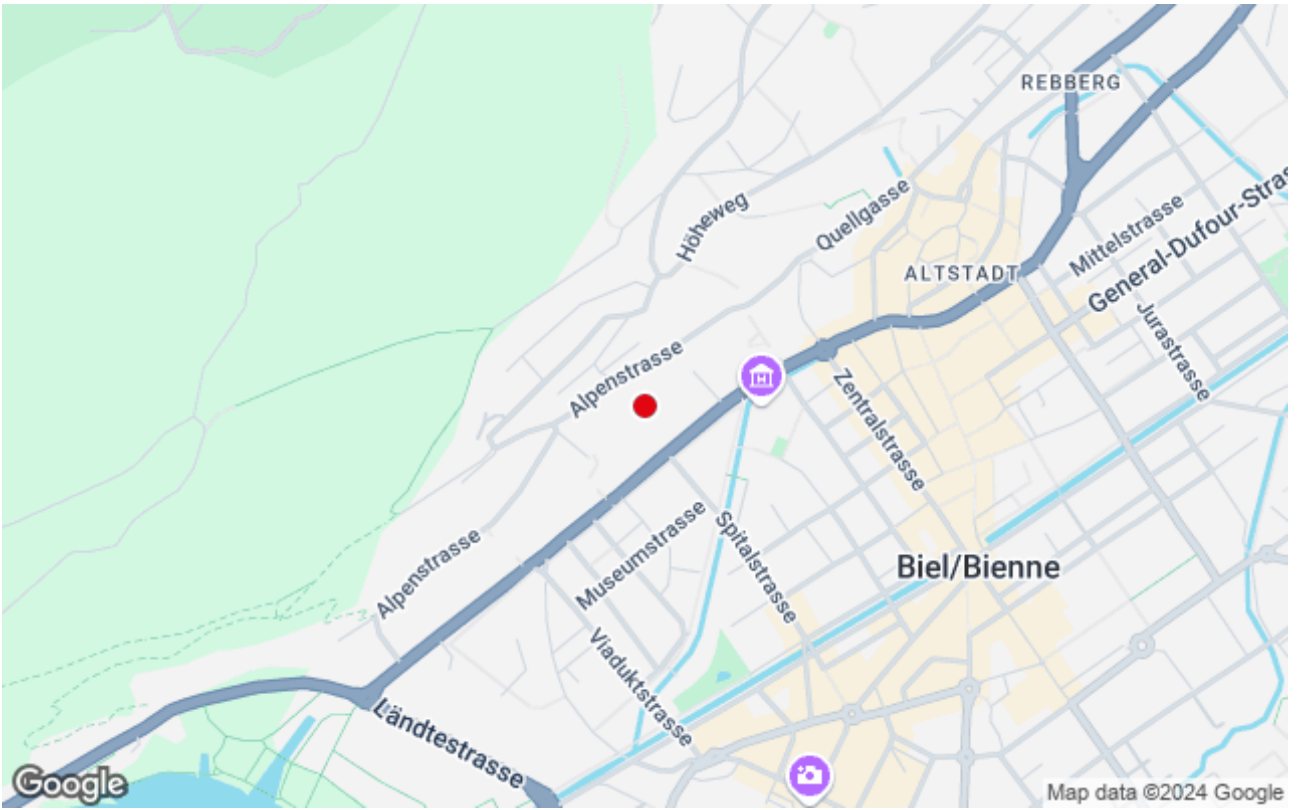 REBBERG
Höheweg
Quellgasse
Mittelstrasse
General-Dufour-Stras
ALTSTADT
Jurastrasse
Alpenstrasse
Zentralstrasse
Museumstrasse
Spitalstrasse
Biel/Bienne
Alpenstrasse
Viaduktstrasse
Ländtestrasse
Google
Map data ©2024 Google